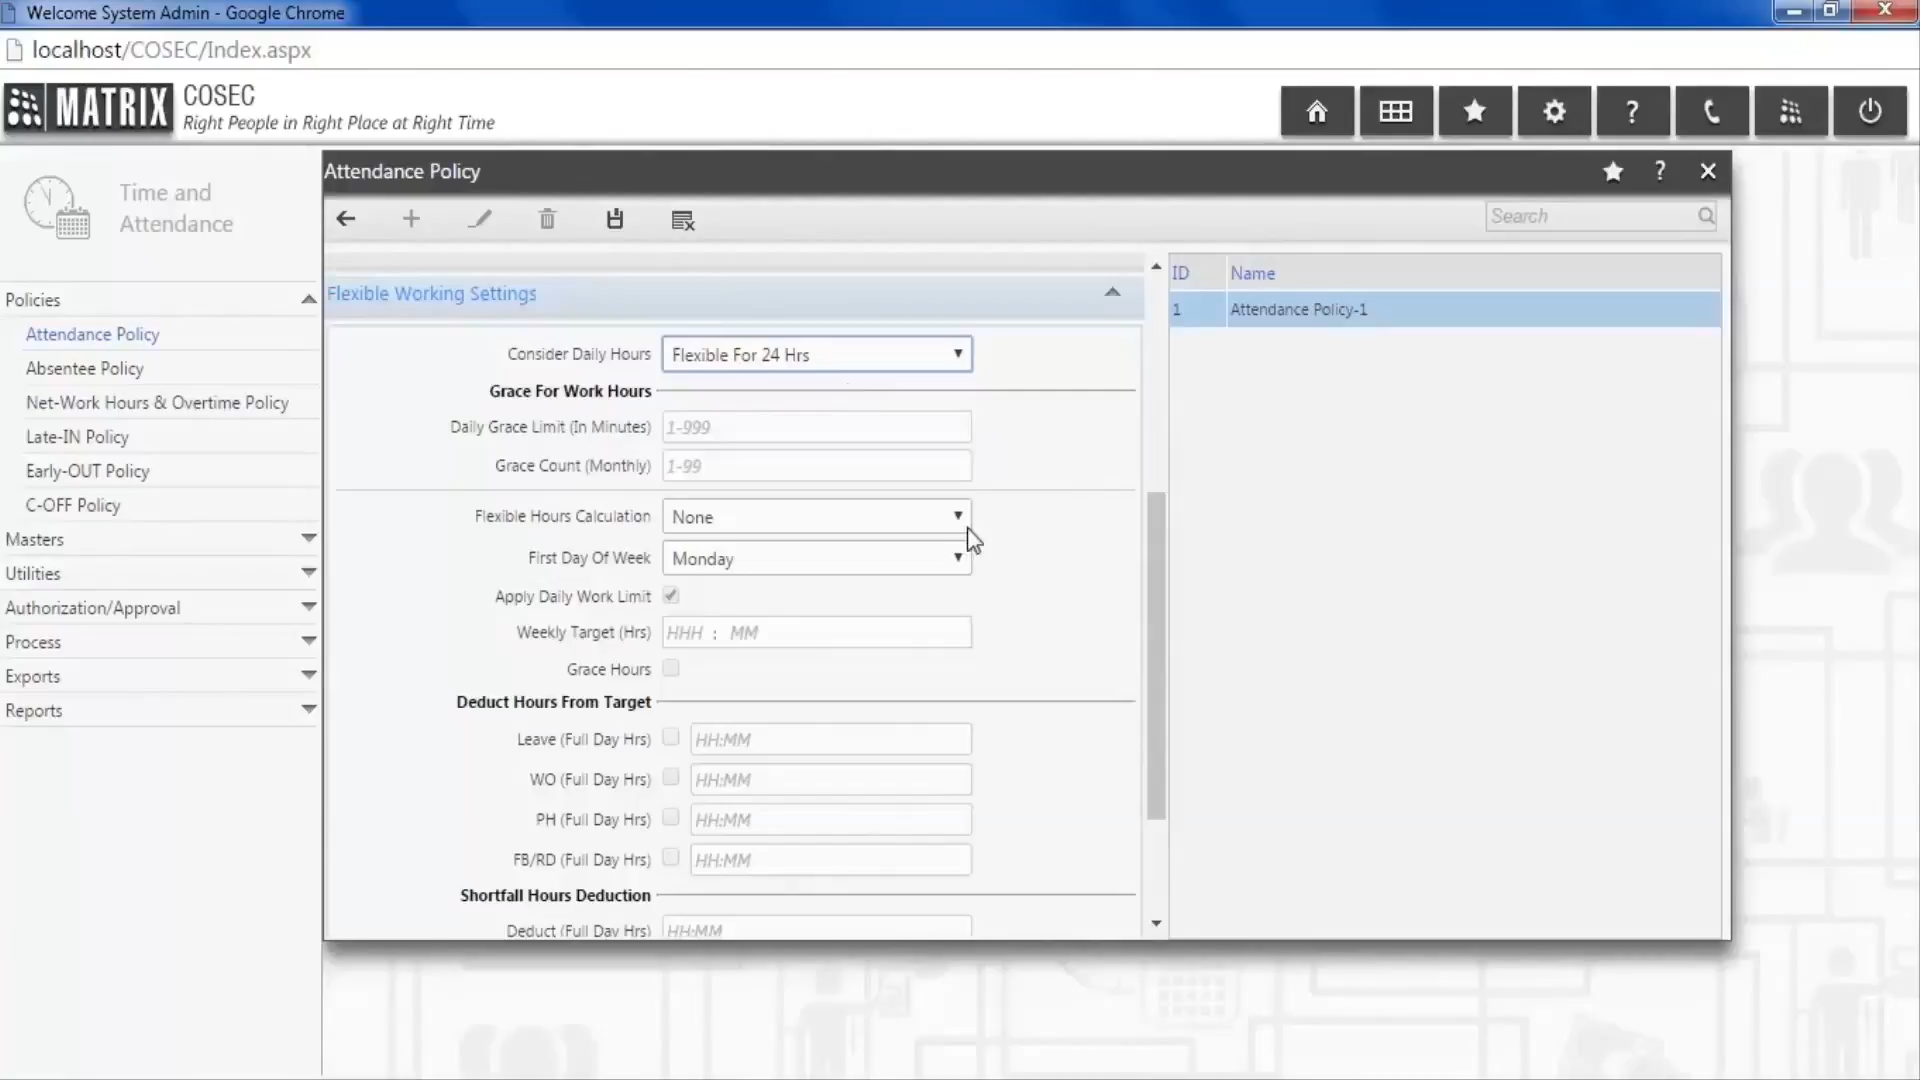 Welcome System Admin - Google Chrome
localhost/COSEC/Index.aspx
MATRIX
COSEC
Right People in Right Place at Right Time
Time and
Attendance
Attendance Policy
?
Search
Policies
Attendance Policy
Absentee Policy
Net-Work Hours & Overtime Policy
Late-IN Policy
Early-OUT Policy
C-OFF Policy
Masters
Utilities
Authorization/Approval
Process
Exports
Reports
Flexible Working Settings
Consider Daily Hours Flexible For 24 Hrs
Grace For Work Hours
Daily Grace Limit (In Minutes) 1-999
Grace Count (Monthly) 1-99
Flexible Hours Calculation None
First Day Of Week Monday
Apply Daily Work Limit
Weekly Target (Hrs) HHH : MM
Grace Hours
Deduct Hours From Target
Leave (Full Day Hrs) HH:MM
WO (Full Day Hrs) HH:MM
PH (Full Day Hrs) HH:MM
FB/RD (Full Day Hrs) HH:MM
Shortfall Hours Deduction
Deduct (Full Day Hrs) HH:MM
ID Name
1 Attendance Policy-1